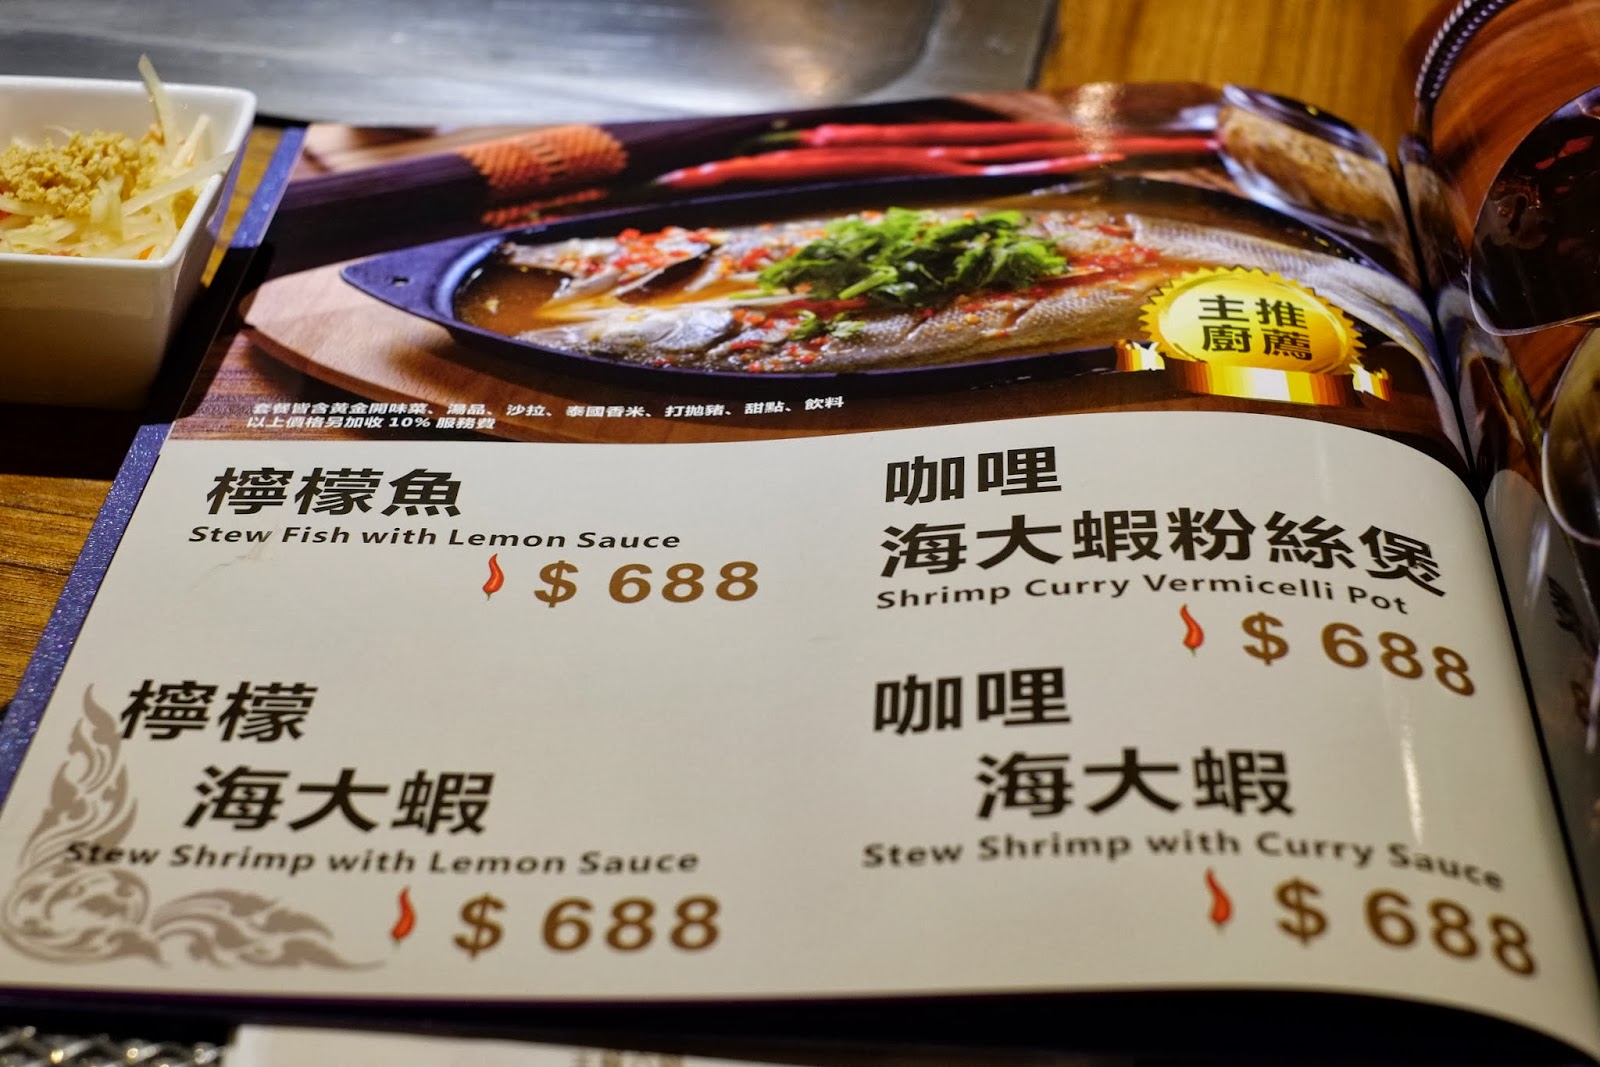 主推
廚薦
套餐皆含黃金開味菜、湯品、沙拉、泰國香米、打拋豬、甜點、飲料
以上價格另加收 10% 服務費
檸檬魚
Stew Fish with Lemon Sauce
$ 688
檸檬
海大蝦
Stew Shrimp with Lemon Sauce
$ 688
咖哩
海大蝦粉絲煲
Shrimp Curry Vermicelli Pot
$ 688
咖哩
海大蝦
Stew Shrimp with Curry Sauce
$ 688